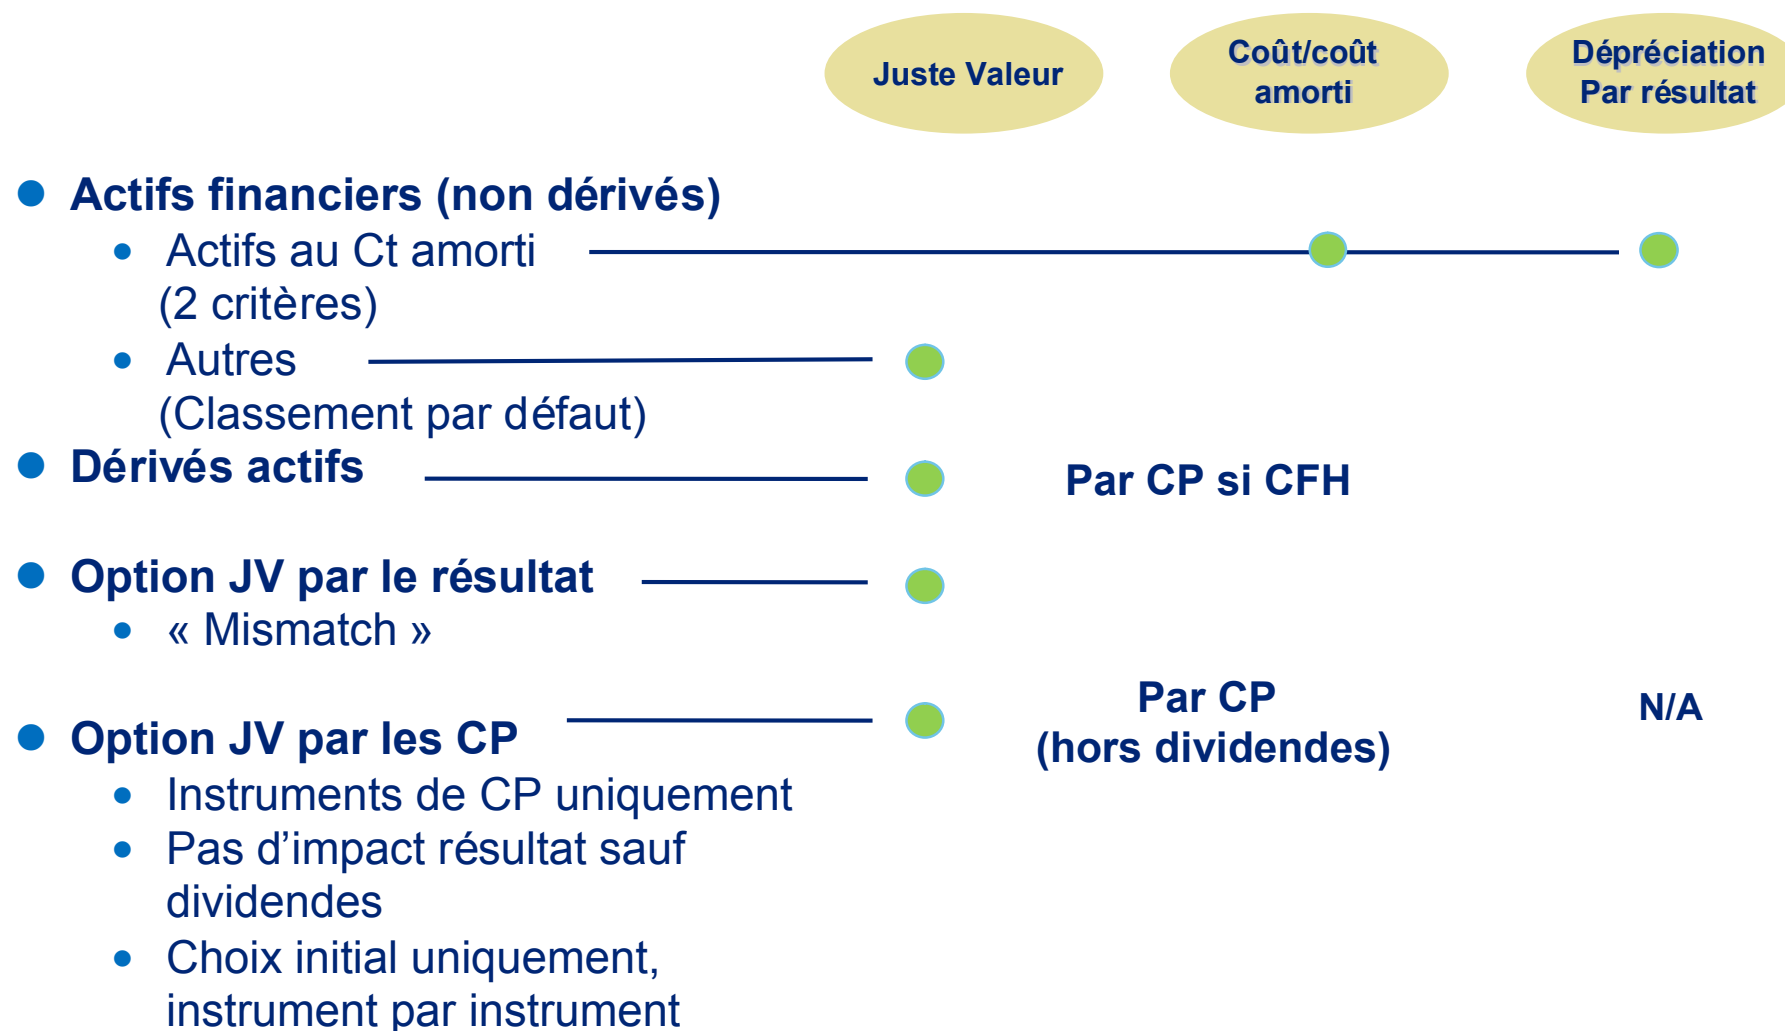 Juste Valeur
Coût/coût
amorti
Dépréciation
Par résultat
Actifs financiers (non dérivés)
Actifs au Ct amorti
(2 critères)
Autres
(Classement par défaut)
Dérivés actifs
Par CP si CFH
Option JV par le résultat
« Mismatch »
Par CP
(hors dividendes)
N/A
Option JV par les CP
Instruments de CP uniquement
Pas d’impact résultat sauf
dividendes
Choix initial uniquement,
instrument par instrument